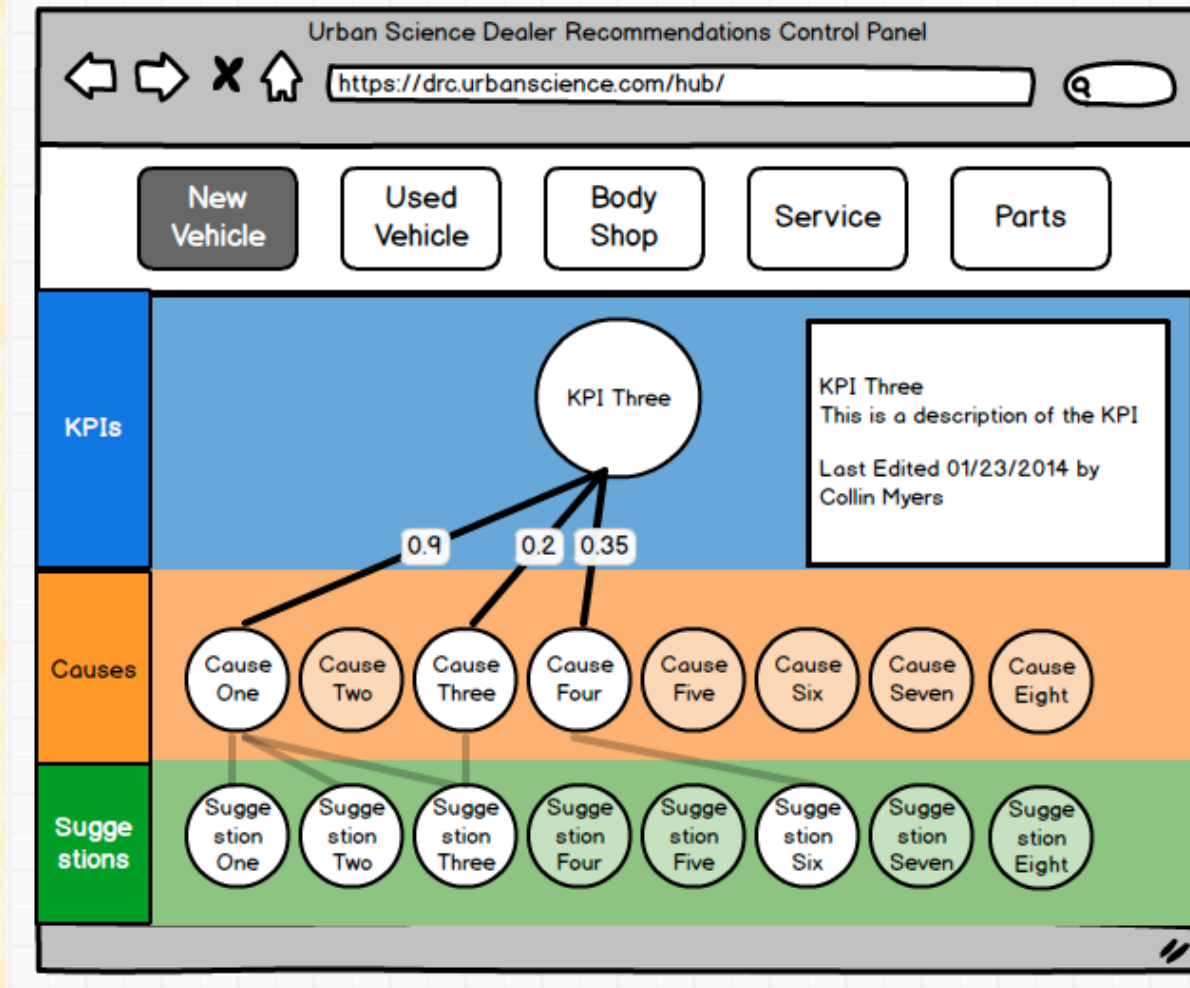 Urban Science Dealer Recommendations Control Panel
https://drc.urbanscience.com/hub/
New
Vehicle
Used
Vehicle
Body
Shop
Service
Parts
KPIs
KPI Three
KPI Three
This is a description of the KPI
Last Edited 01/23/2014 by
Collin Myers
0.9
0.2
0.35
Causes
Cause
One
Cause
Two
Cause
Three
Cause
Four
Cause
Five
Cause
Six
Cause
Seven
Cause
Eight
Sugge
stions
Sugge
stion
One
Sugge
stion
Two
Sugge
stion
Three
Sugge
stion
Four
Sugge
stion
Five
Sugge
stion
Six
Sugge
stion
Seven
Sugge
stion
Eight